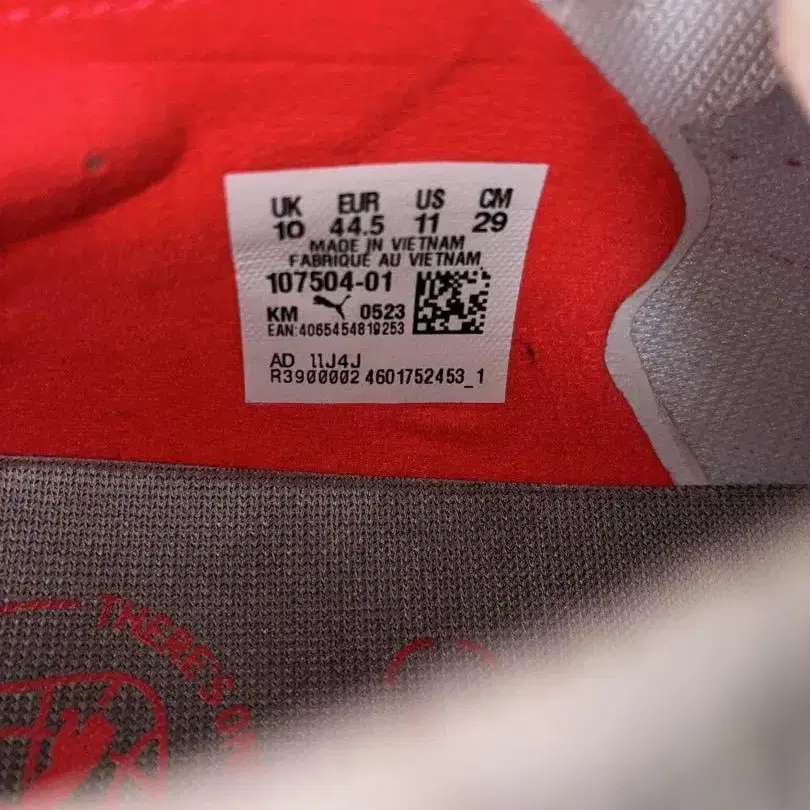 UK EUR US CM
10 44.5 11 29
MADE IN VIETNAM
FABRIQUÉ AU VIETNAM
107504-01
KM 0523
EAN:4065454819253
AD 11J4J
R3900002 4601752453_1
THERE'S ON